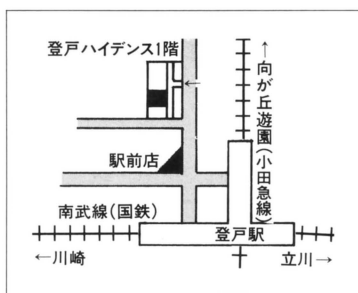 登戸ハイデンス1階
←
↑向が丘遊園(小田急線)
駅前店
南武線(国鉄)
登戸駅
←川崎
立川→